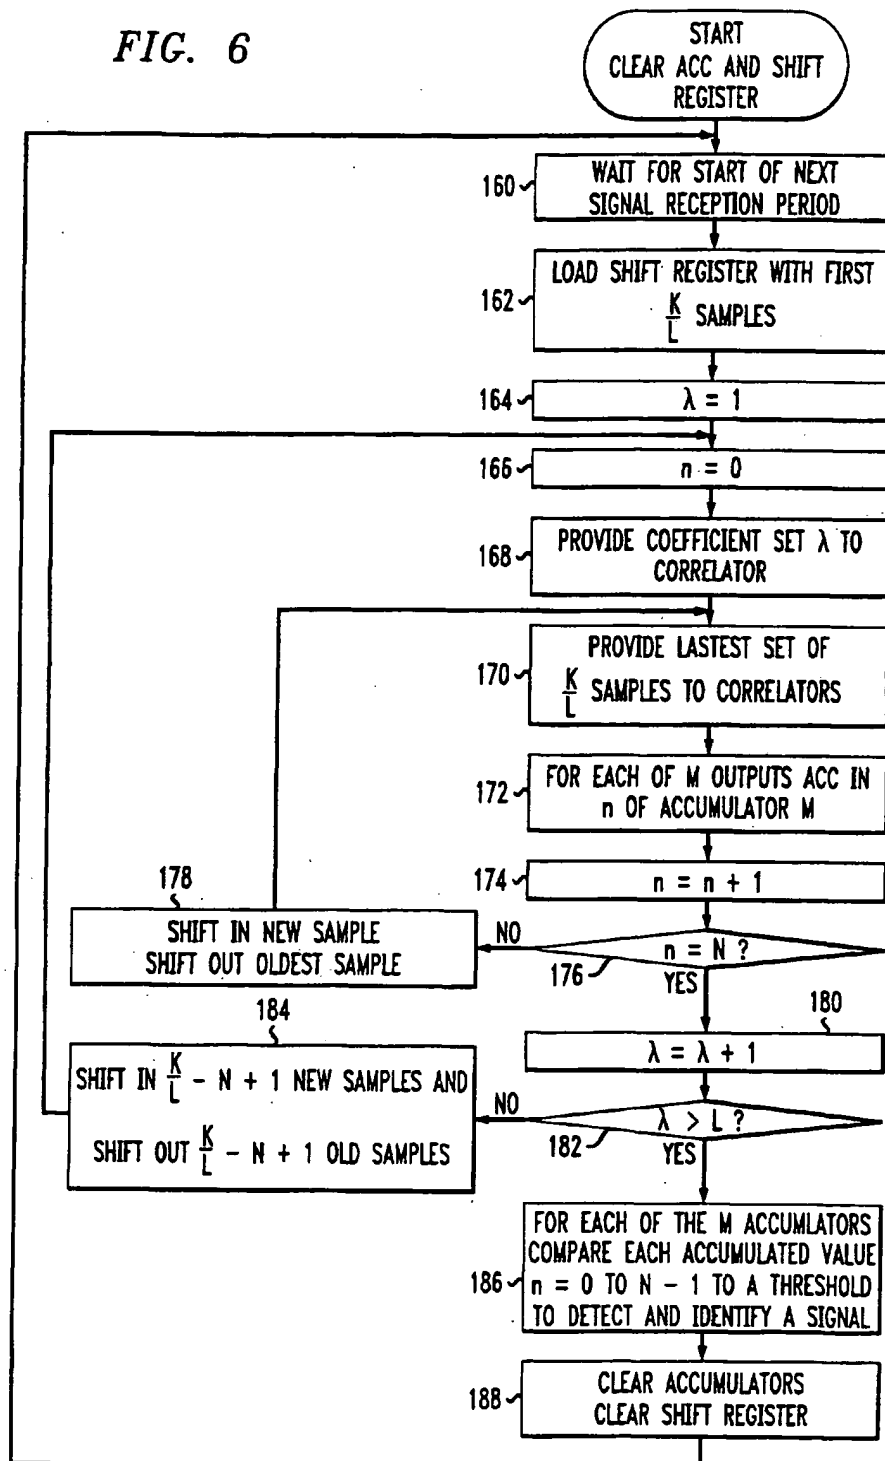 FIG. 6
START
CLEAR ACC AND SHIFT
REGISTER
160
WAIT FOR START OF NEXT
SIGNAL RECEPTION PERIOD
162
LOAD SHIFT REGISTER WITH FIRST
K/L SAMPLES
164
λ = 1
166
n = 0
168
PROVIDE COEFFICIENT SET λ TO
CORRELATOR
170
PROVIDE LASTEST SET OF
K/L SAMPLES TO CORRELATORS
172
FOR EACH OF M OUTPUTS ACC IN
n OF ACCUMULATOR M
174
n = n + 1
178
SHIFT IN NEW SAMPLE
SHIFT OUT OLDEST SAMPLE
NO
n = N ?
176
YES
180
λ = λ + 1
184
SHIFT IN K/L - N + 1 NEW SAMPLES AND
SHIFT OUT K/L - N + 1 OLD SAMPLES
NO
λ > L ?
182
YES
186
FOR EACH OF THE M ACCUMLATORS
COMPARE EACH ACCUMULATED VALUE
n = 0 TO N - 1 TO A THRESHOLD
TO DETECT AND IDENTIFY A SIGNAL
188
CLEAR ACCUMULATORS
CLEAR SHIFT REGISTER